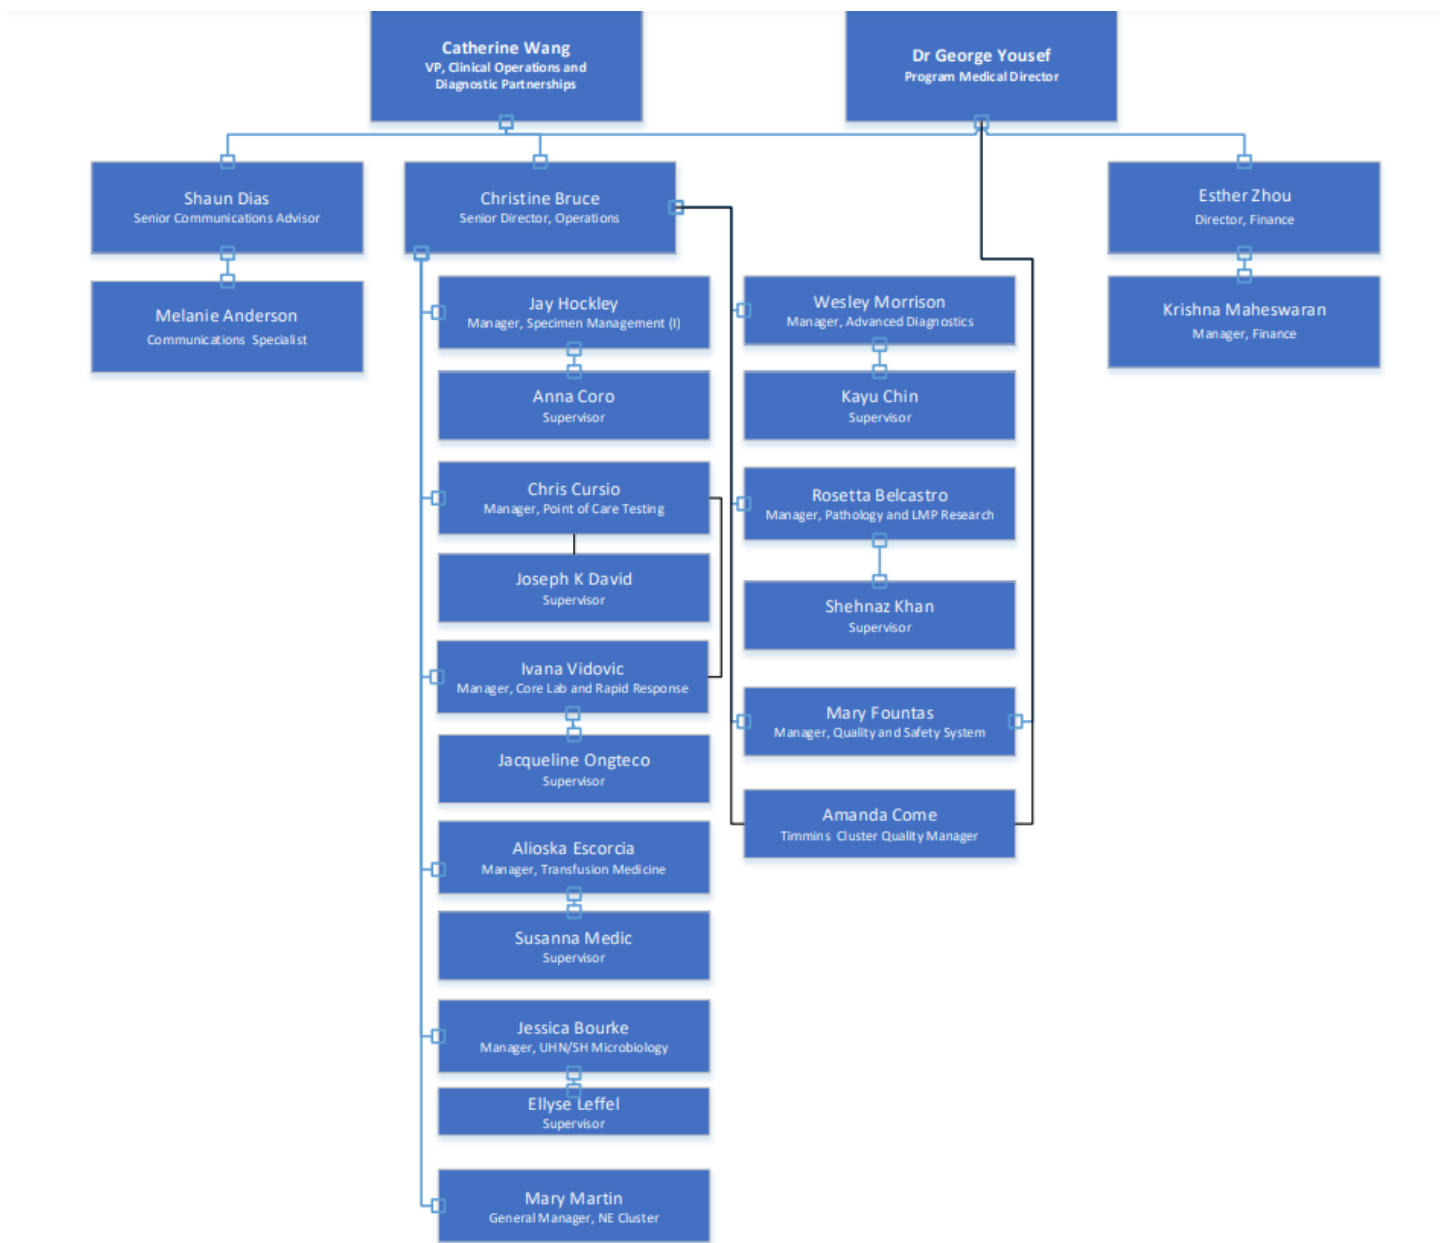 Catherine Wang
VP, Clinical Operations and
Diagnostic Partnerships
Dr George Yousef
Program Medical Director
Shaun Dias
Senior Communications Advisor
Christine Bruce
Senior Director, Operations
Esther Zhou
Director, Finance
Melanie Anderson
Communications Specialist
Krishna Maheswaran
Manager, Finance
Jay Hockley
Manager, Specimen Management (I)
Anna Coro
Supervisor
Chris Cursio
Manager, Point of Care Testing
Joseph K David
Supervisor
Ivana Vidovic
Manager, Core Lab and Rapid Response
Jacqueline Ongteco
Supervisor
Alioska Escorcia
Manager, Transfusion Medicine
Susanna Medic
Supervisor
Jessica Bourke
Manager, UHN/SH Microbiology
Ellyse Leffel
Supervisor
Mary Martin
General Manager, NE Cluster
Wesley Morrison
Manager, Advanced Diagnostics
Kayu Chin
Supervisor
Rosetta Belcastro
Manager, Pathology and LMP Research
Shehnaz Khan
Supervisor
Mary Fountas
Manager, Quality and Safety System
Amanda Come
Timmins Cluster Quality Manager